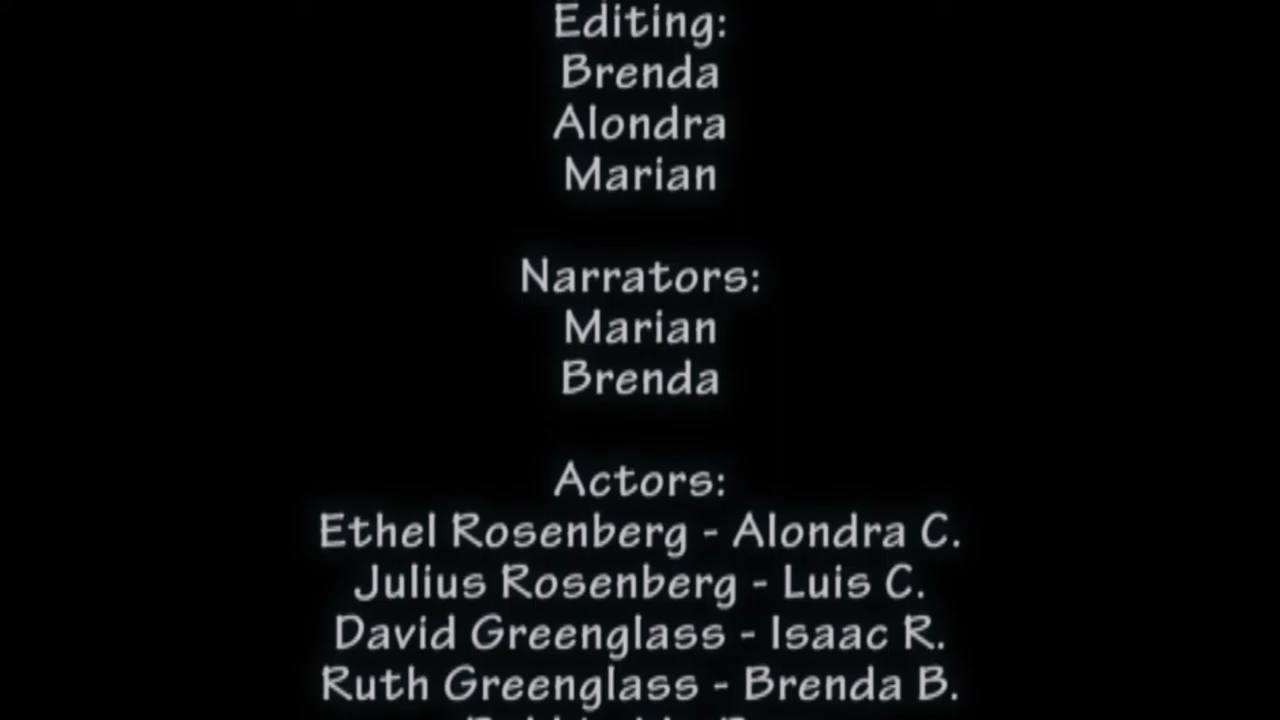 Editing:
Brenda
Alondra
Marian
Narrators:
Marian
Brenda
Actors:
Ethel Rosenberg - Alondra C.
Julius Rosenberg - Luis C.
David Greenglass - Isaac R.
Ruth Greenglass - Brenda B.